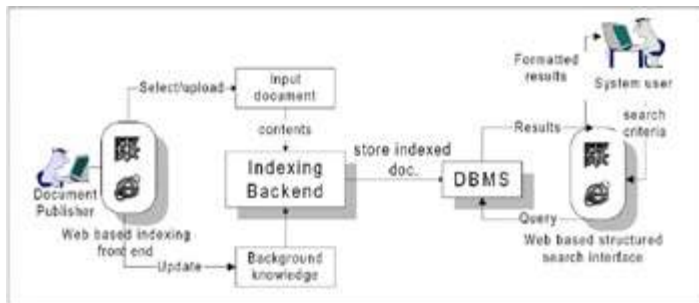 Select/upload
Input
document
contents
Document
Publisher
Web based indexing
front end
Update
Background
knowledge
Indexing
Backend
store indexed
doc.
DBMS
Results
Query
Formatted
results
System user
search
criteria
Web based structured
search interface